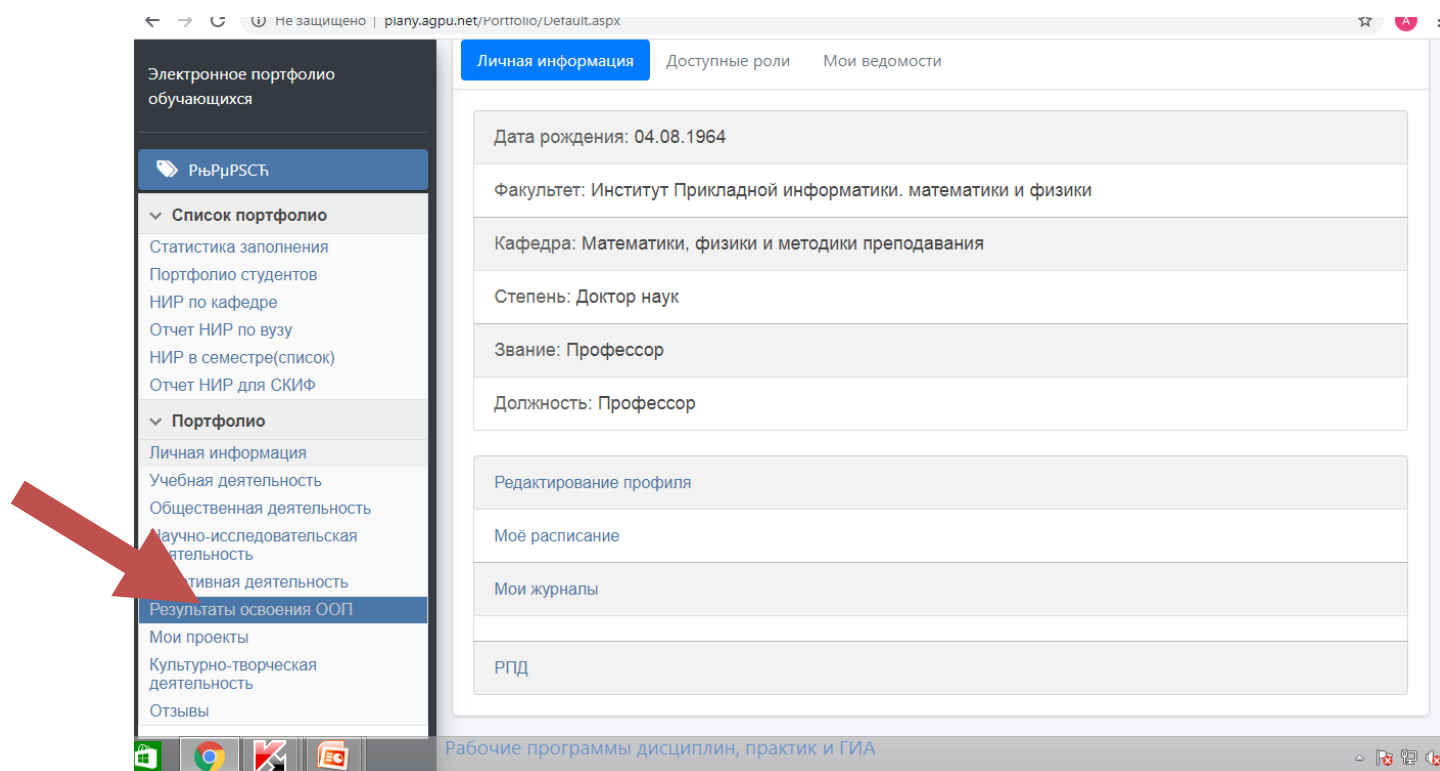 Не защищено | plany.agpu.net/Portfolio/Default.aspx
A
Электронное портфолио
обучающихся
РњРµРЅСЋ
Список портфолио
Статистика заполнения
Портфолио студентов
НИР по кафедре
Отчет НИР по вузу
НИР в семестре(список)
Отчет НИР для СКИФ
Портфолио
Личная информация
Учебная деятельность
Общественная деятельность
Научно-исследовательская
деятельность
Результаты освоения ООП
Мои проекты
Культурно-творческая
деятельность
Отзывы
Личная информация Доступные роли Мои ведомости
Дата рождения: 04.08.1964
Факультет: Институт Прикладной информатики. математики и физики
Кафедра: Математики, физики и методики преподавания
Степень: Доктор наук
Звание: Профессор
Должность: Профессор
Редактирование профиля
Моё расписание
Мои журналы
РПД
Рабочие программы дисциплин, практик и ГИА